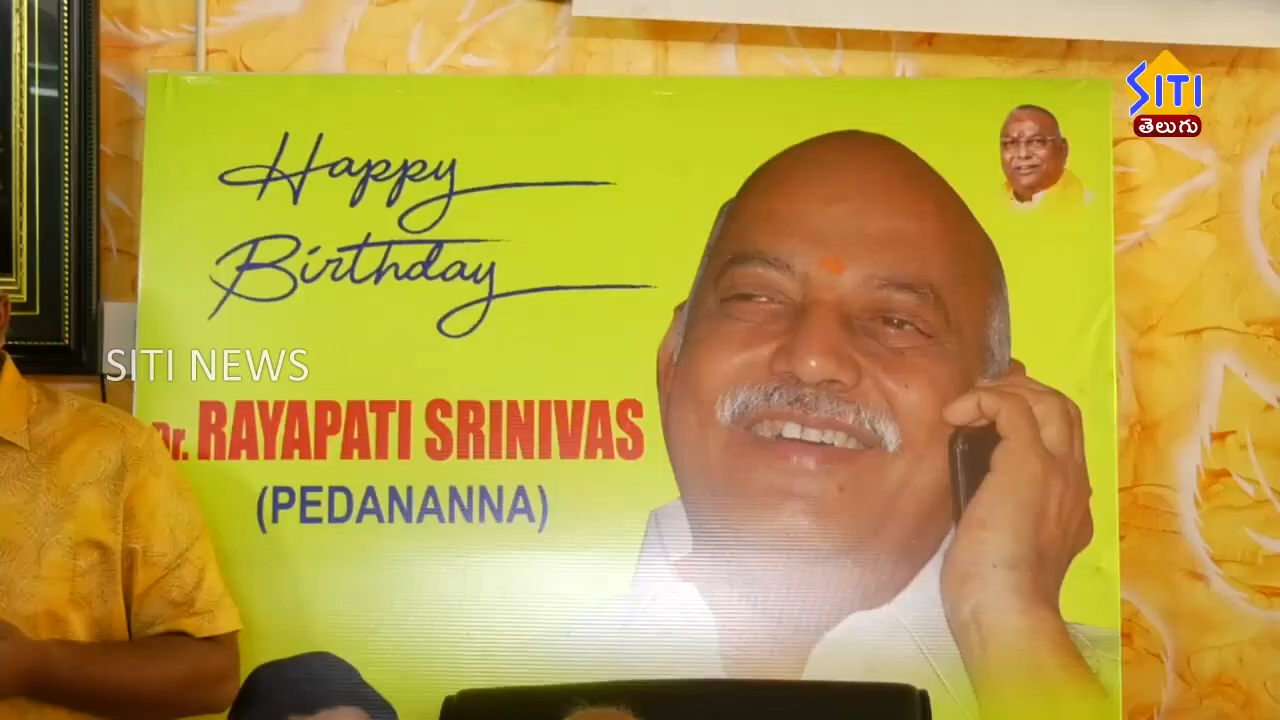 SITI
తెలుగు
Happy
Birthday
SITI NEWS
Dr. RAYAPATI SRINIVAS
(PEDANANNA)